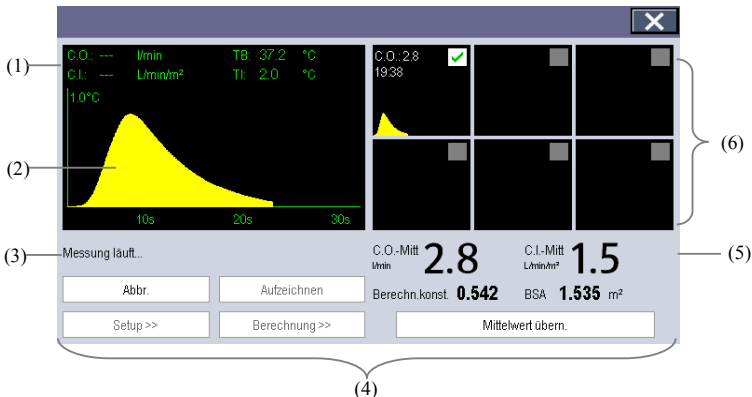 (1)
C.O.: --- l/min TB: 37.2 °C
C.I.: --- L/min/m² TI: 2.0 °C
1.0°C
10s 20s 30s
(2)
C.O.:2.8
19:38
(6)
(3)
Messung läuft...
C.O.-Mitt l/min 2.8
C.I.-Mitt L/min/m² 1.5
(5)
Berechn.konst. 0.542 BSA 1.535 m²
Abbr. Aufzeichnen
Setup >> Berechnung >> Mittelwert übern.
(4)